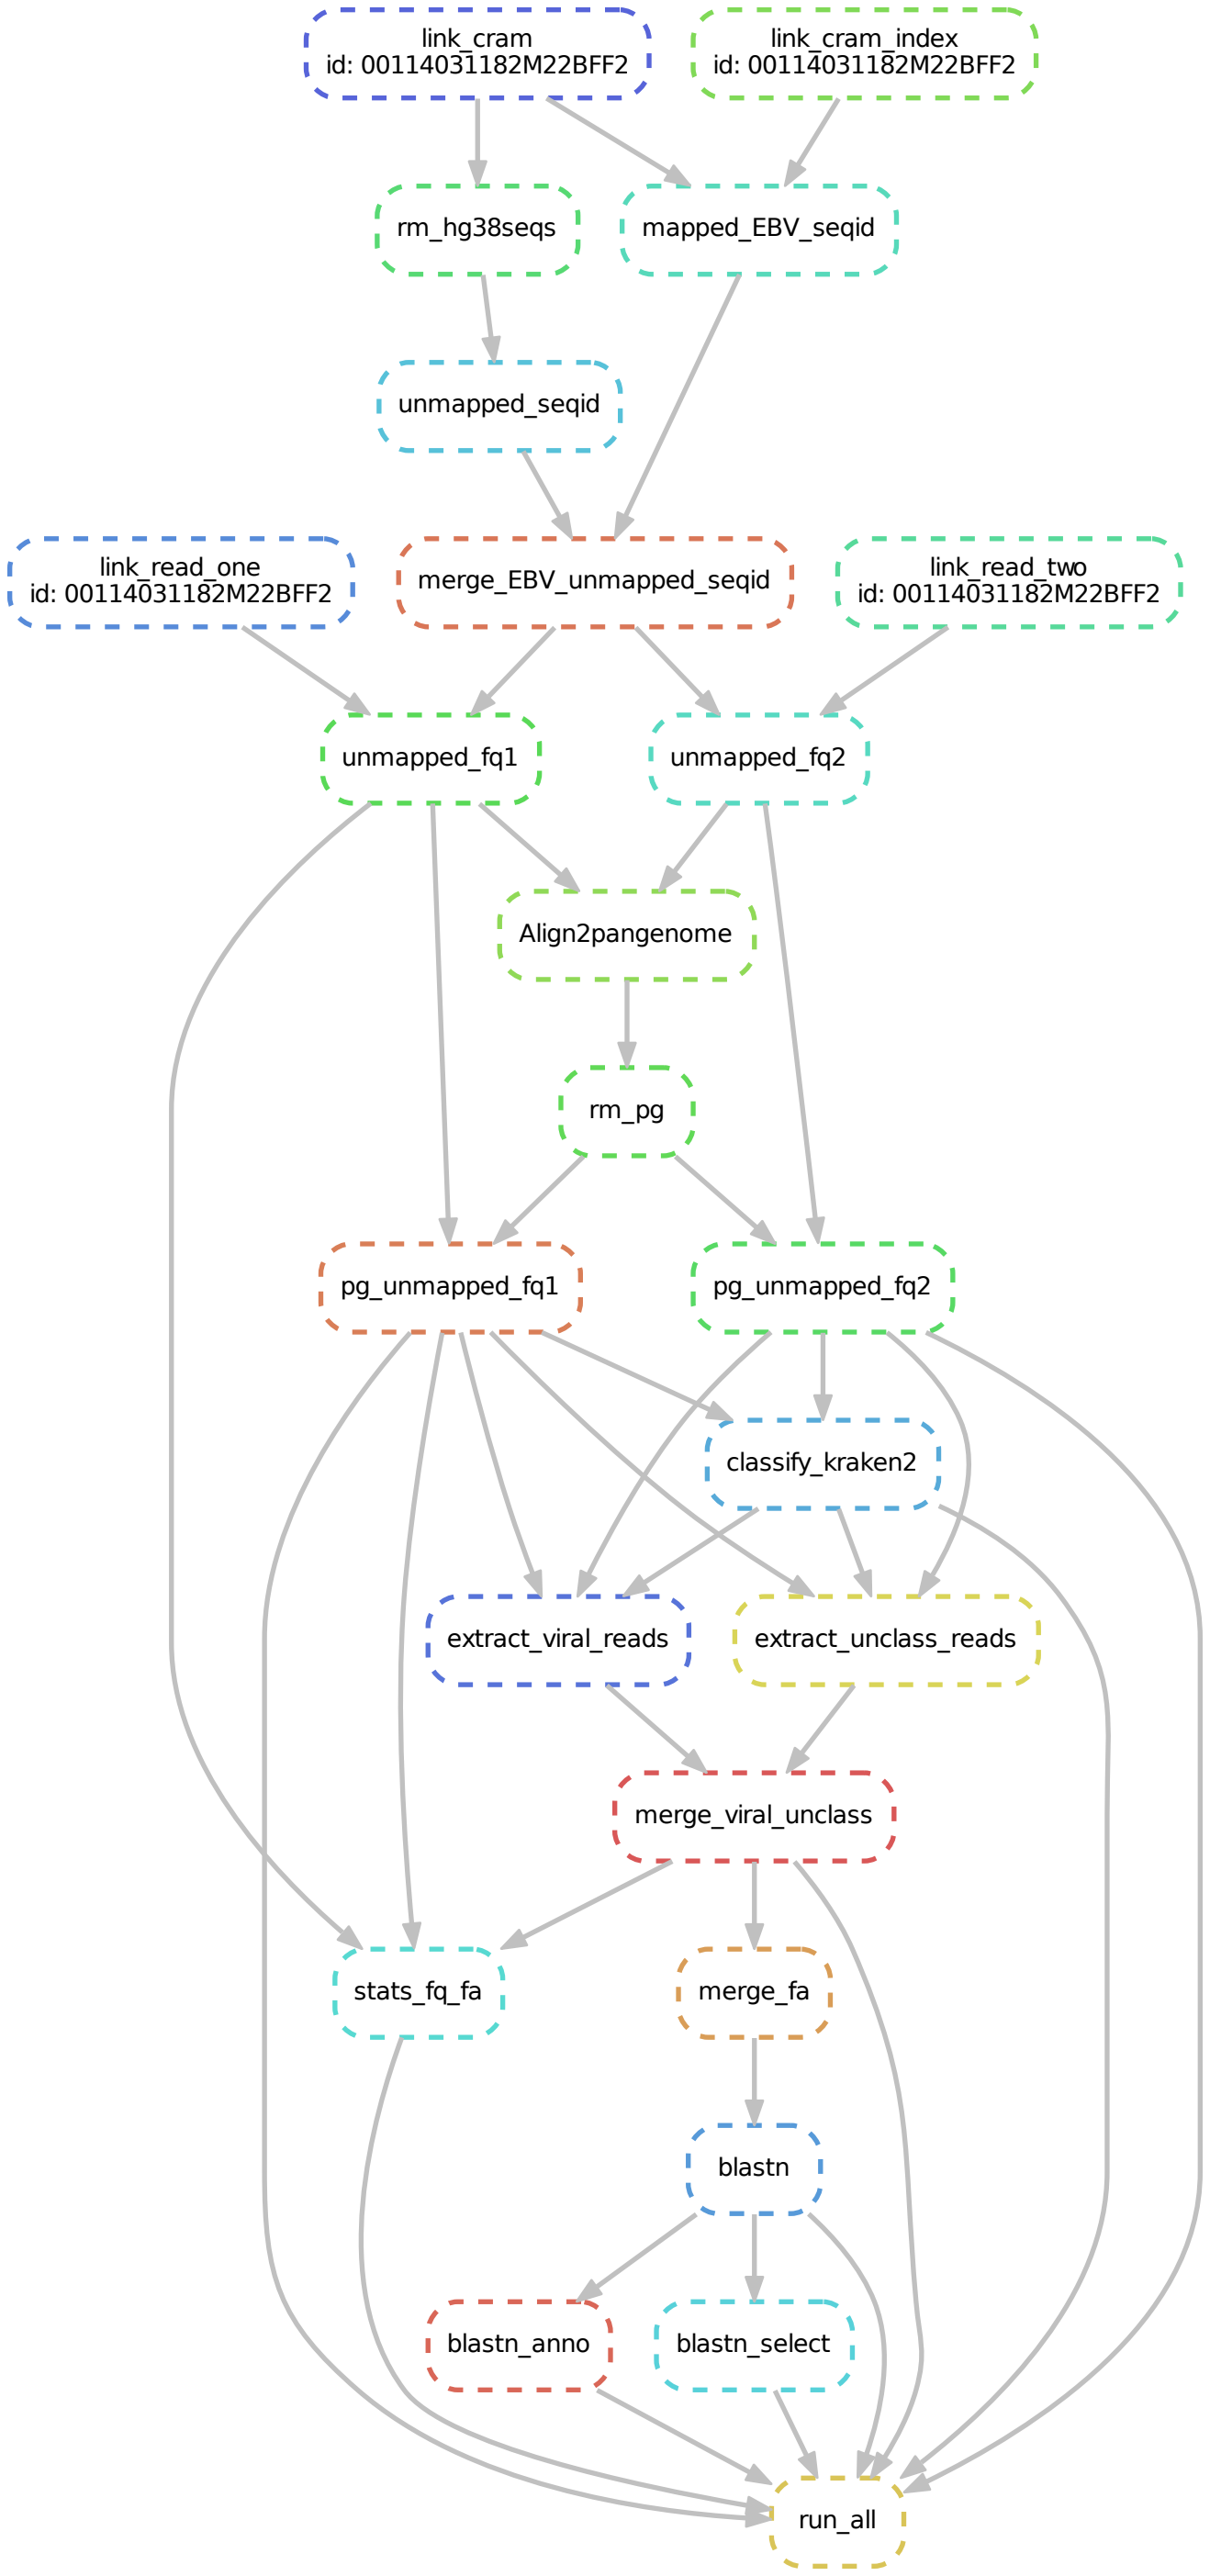 link_cram
id: 00114031182M22BFF2
link_cram_index
id: 00114031182M22BFF2
rm_hg38seqs
mapped_EBV_seqid
unmapped_seqid
link_read_one
id: 00114031182M22BFF2
merge_EBV_unmapped_seqid
link_read_two
id: 00114031182M22BFF2
unmapped_fq1
unmapped_fq2
Align2pangenome
rm_pg
pg_unmapped_fq1
pg_unmapped_fq2
classify_kraken2
extract_viral_reads
extract_unclass_reads
merge_viral_unclass
stats_fq_fa
merge_fa
blastn
blastn_anno
blastn_select
run_all